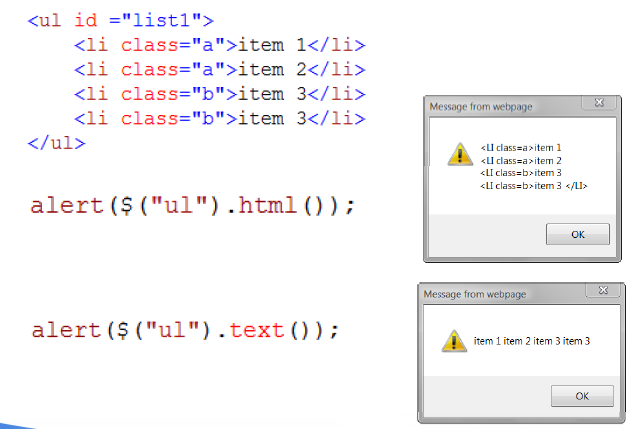 <ul id ="list1">
<li class="a">item 1</li>
<li class="a">item 2</li>
<li class="b">item 3</li>
<li class="b">item 3</li>
</ul>
Message from webpage
<LI class=a>item 1
<LI class=a>item 2
<LI class=b>item 3
<LI class=b>item 3 </LI>
OK
alert($("ul").html());
Message from webpage
item 1 item 2 item 3 item 3
OK
alert($("ul").text());